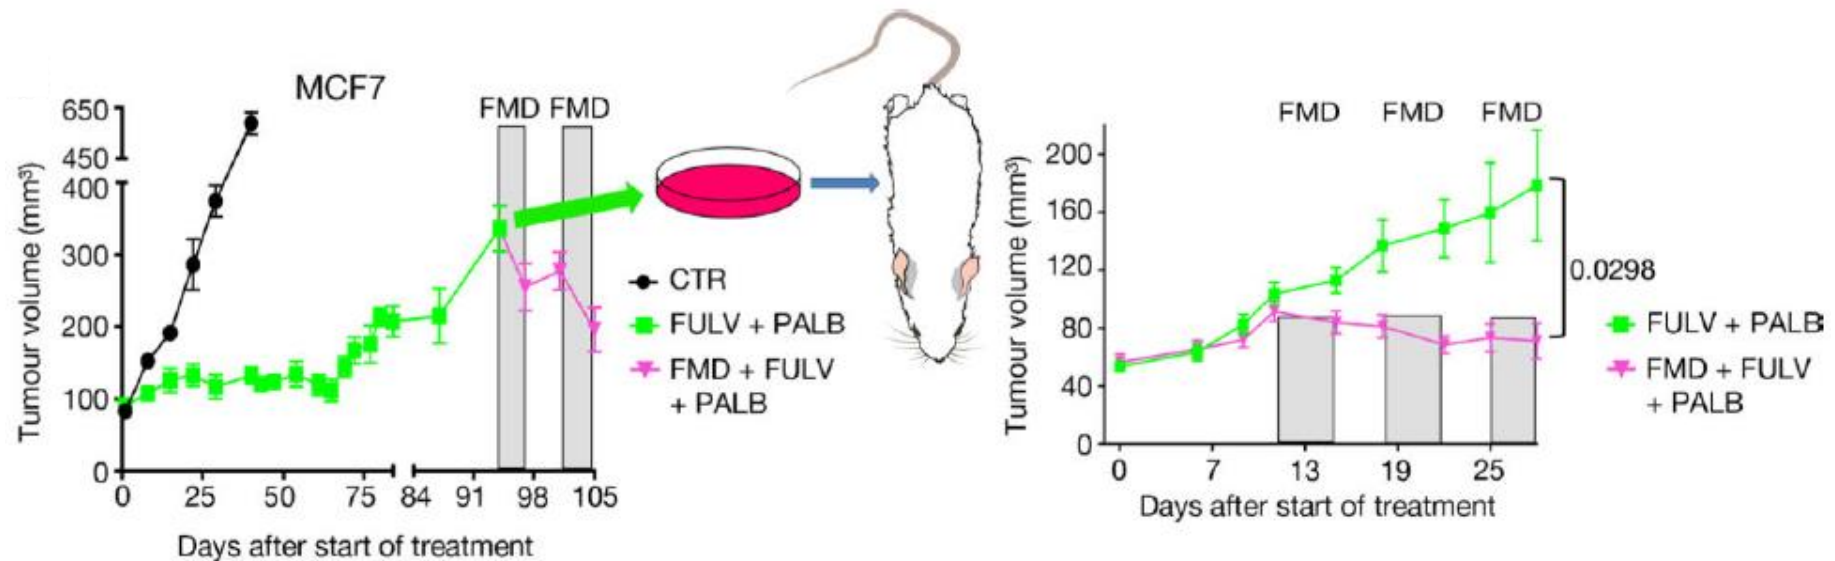 MCF7
FMD FMD
650
450
400
300
200
100
0
Tumour volume (mm³)
0 25 50 75 84 91 98 105
Days after start of treatment
CTR
FULV + PALB
FMD + FULV
+ PALB
FMD FMD FMD
200
160
120
80
40
0
Tumour volume (mm³)
0 7 13 19 25
Days after start of treatment
0.0298
FULV + PALB
FMD + FULV
+ PALB